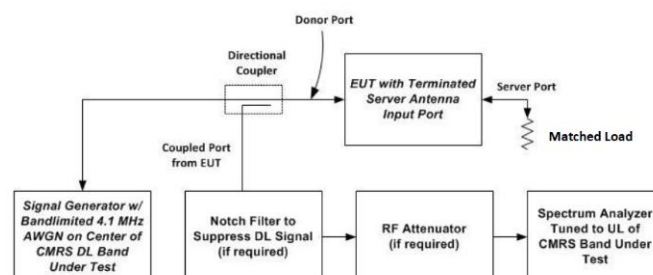 Donor Port
Directional
Coupler
EUT with Terminated
Server Antenna
Input Port
Server Port
Matched Load
Coupled Port
from EUT
Signal Generator w/
Bandlimited 4.1 MHz
AWGN on Center of
CMRS DL Band
Under Test
Notch Filter to
Suppress DL Signal
(if required)
RF Attenuator
(if required)
Spectrum Analyzer
Tuned to UL of
CMRS Band Under
Test